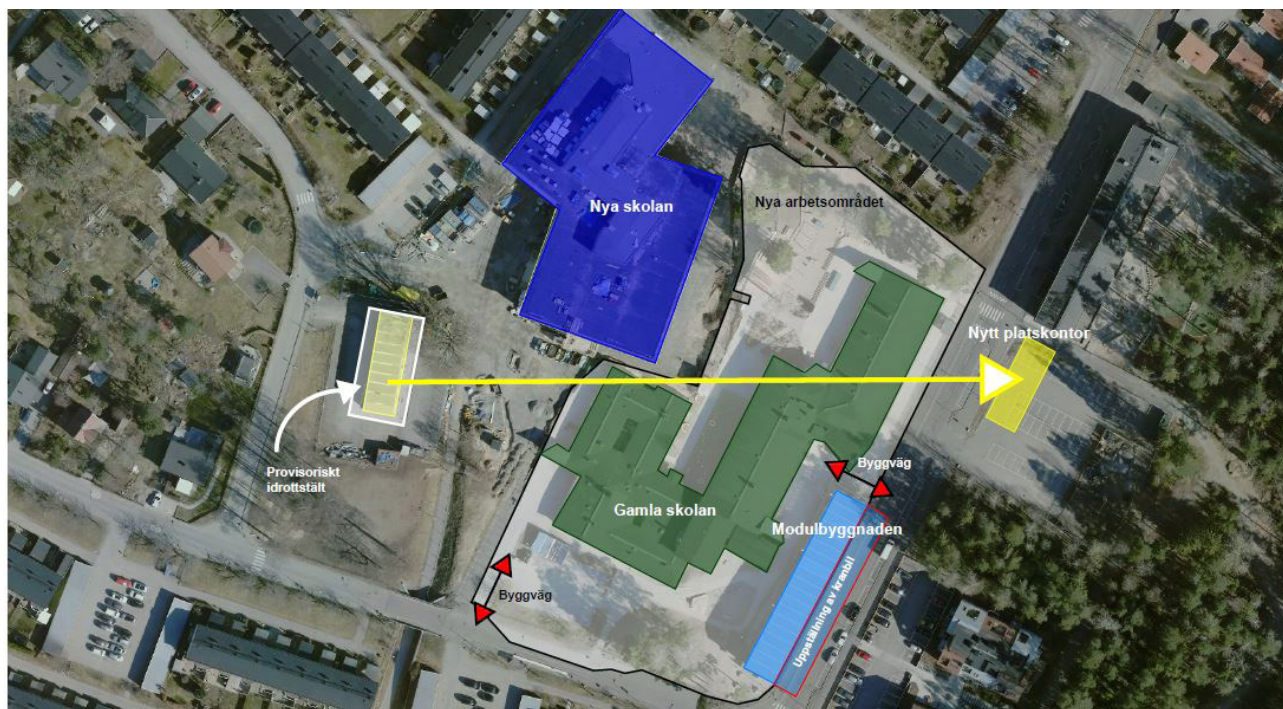 Nya skolan
Nya arbetsområdet
Nytt platskontor
Provisoriskt
idrottstält
Byggväg
Gamla skolan
Modulbyggnaden
Uppställning av kranbil
Byggväg